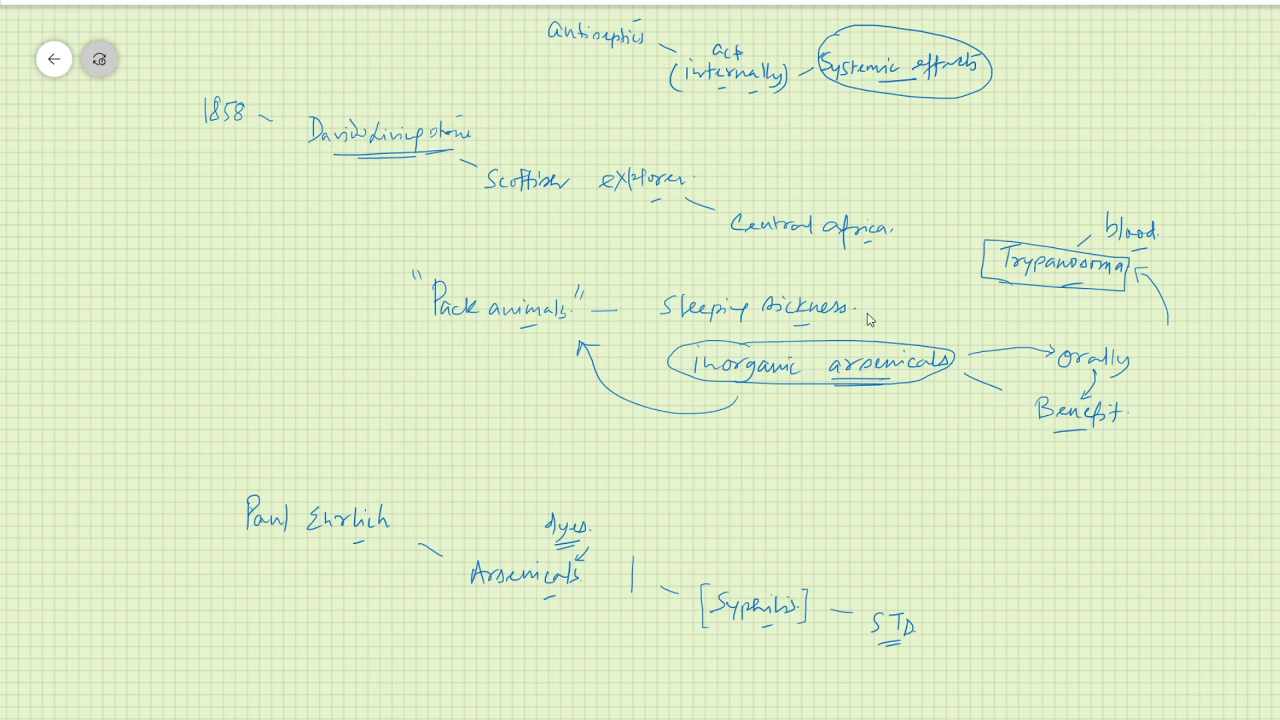 Antiseptics
act
(internally) - Systemic effects
1858 - David Livingstone
Scottish explorer.
Central Africa.
blood.
Trypanosoma
"Pack animals" - Sleeping sickness.
inorganic arsenicals → Orally
Benefit.
Paul Ehrlich
dyes.
Arsenicals
[Syphilis] - STD